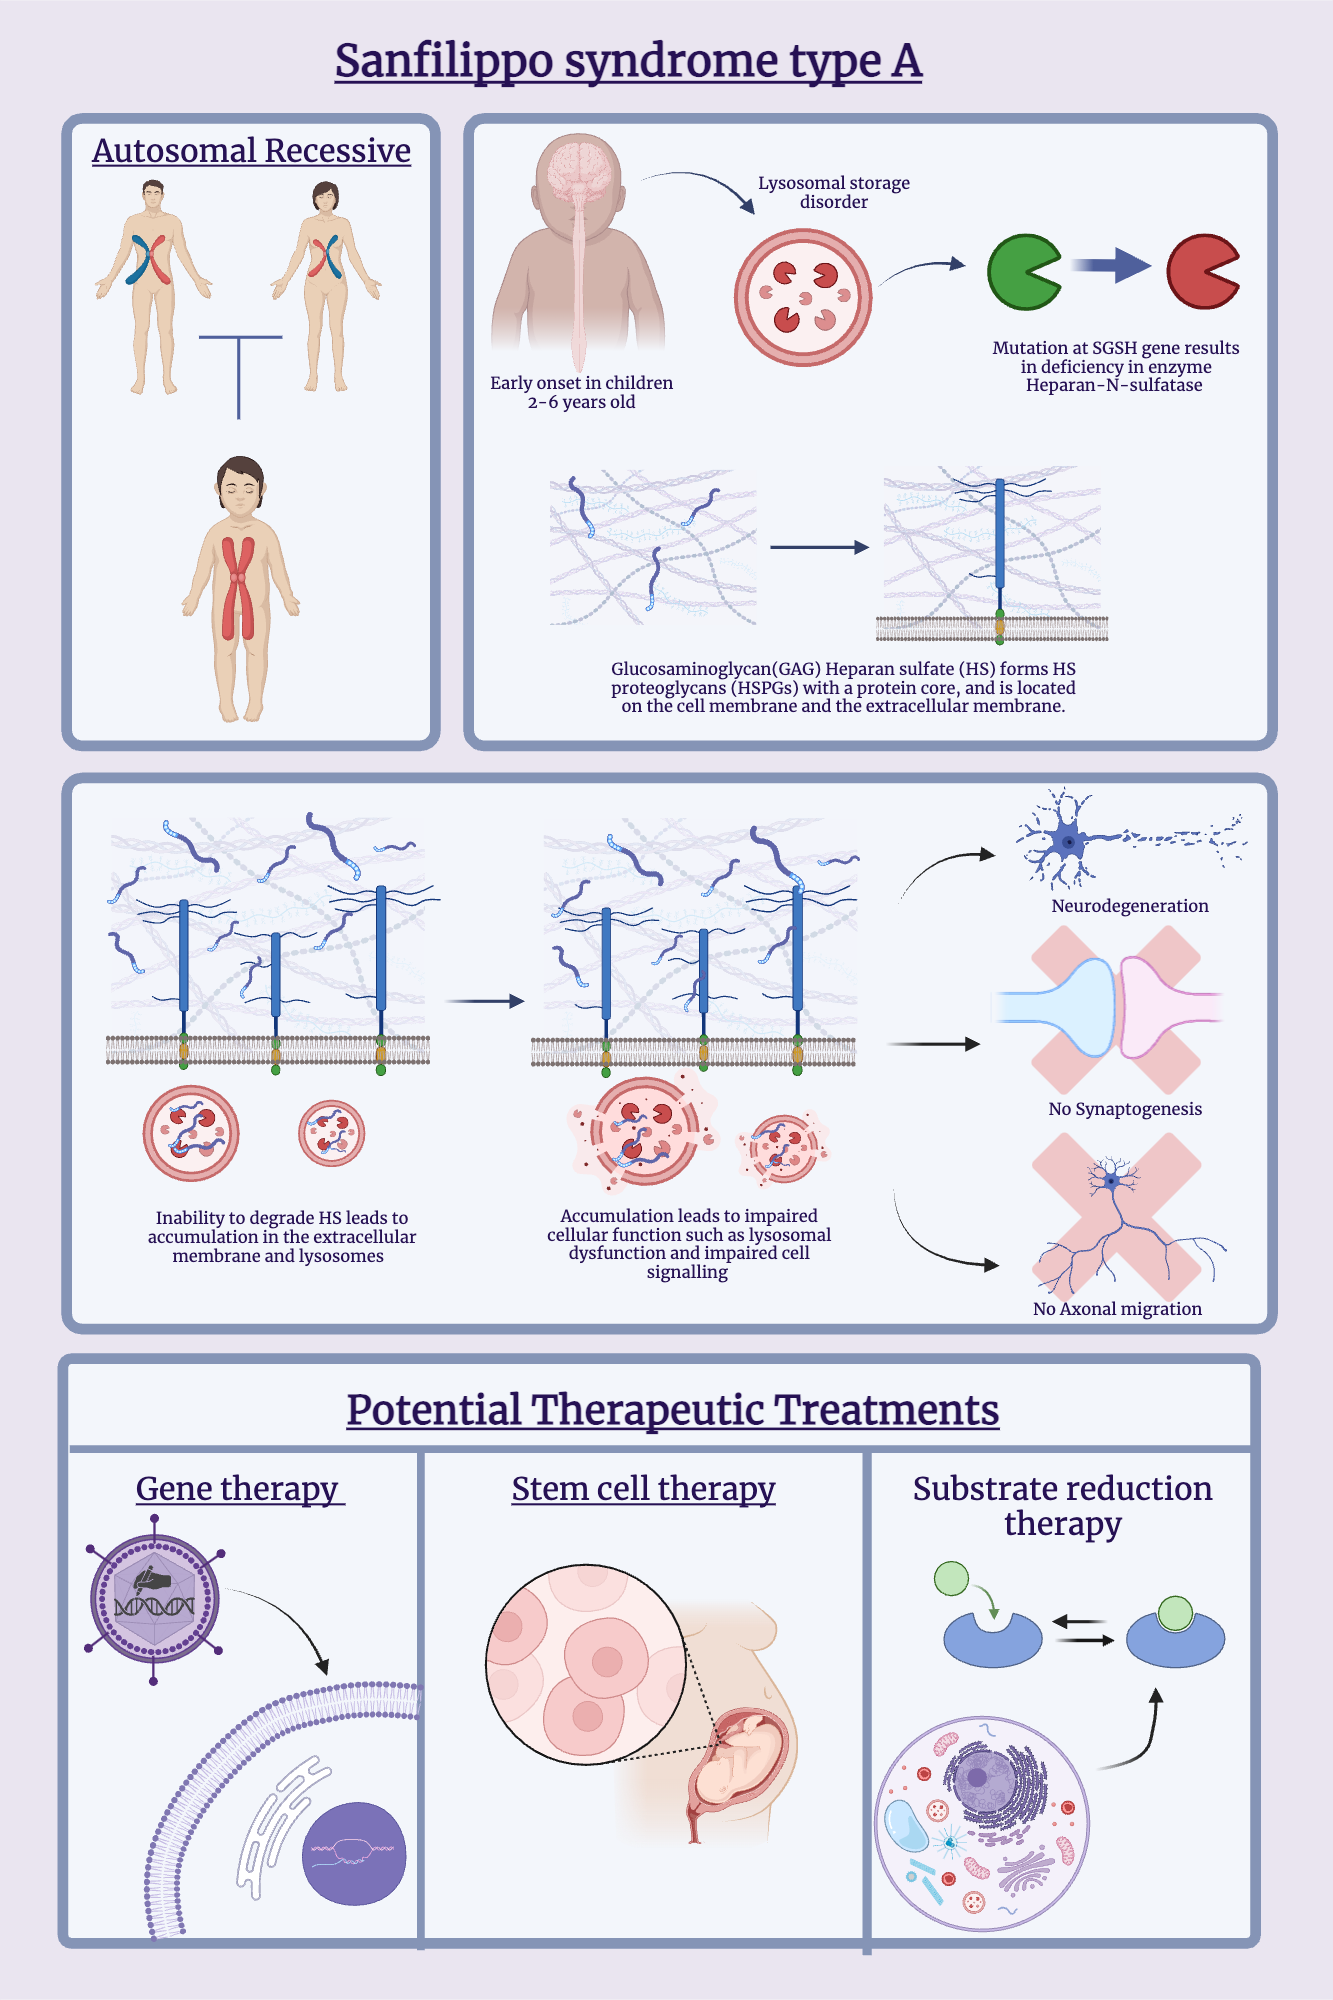 Sanfilippo syndrome type A
Autosomal Recessive
Lysosomal storage
disorder
Early onset in children
2-6 years old
Mutation at SGSH gene results
in deficiency in enzyme
Heparan-N-sulfatase
Glucosaminoglycan(GAG) Heparan sulfate (HS) forms HS
proteoglycans (HSPGs) with a protein core, and is located
on the cell membrane and the extracellular membrane.
Inability to degrade HS leads to
accumulation in the extracellular
membrane and lysosomes
Accumulation leads to impaired
cellular function such as lysosomal
dysfunction and impaired cell
signalling
Neurodegeneration
No Synaptogenesis
No Axonal migration
Potential Therapeutic Treatments
Gene therapy
Stem cell therapy
Substrate reduction
therapy